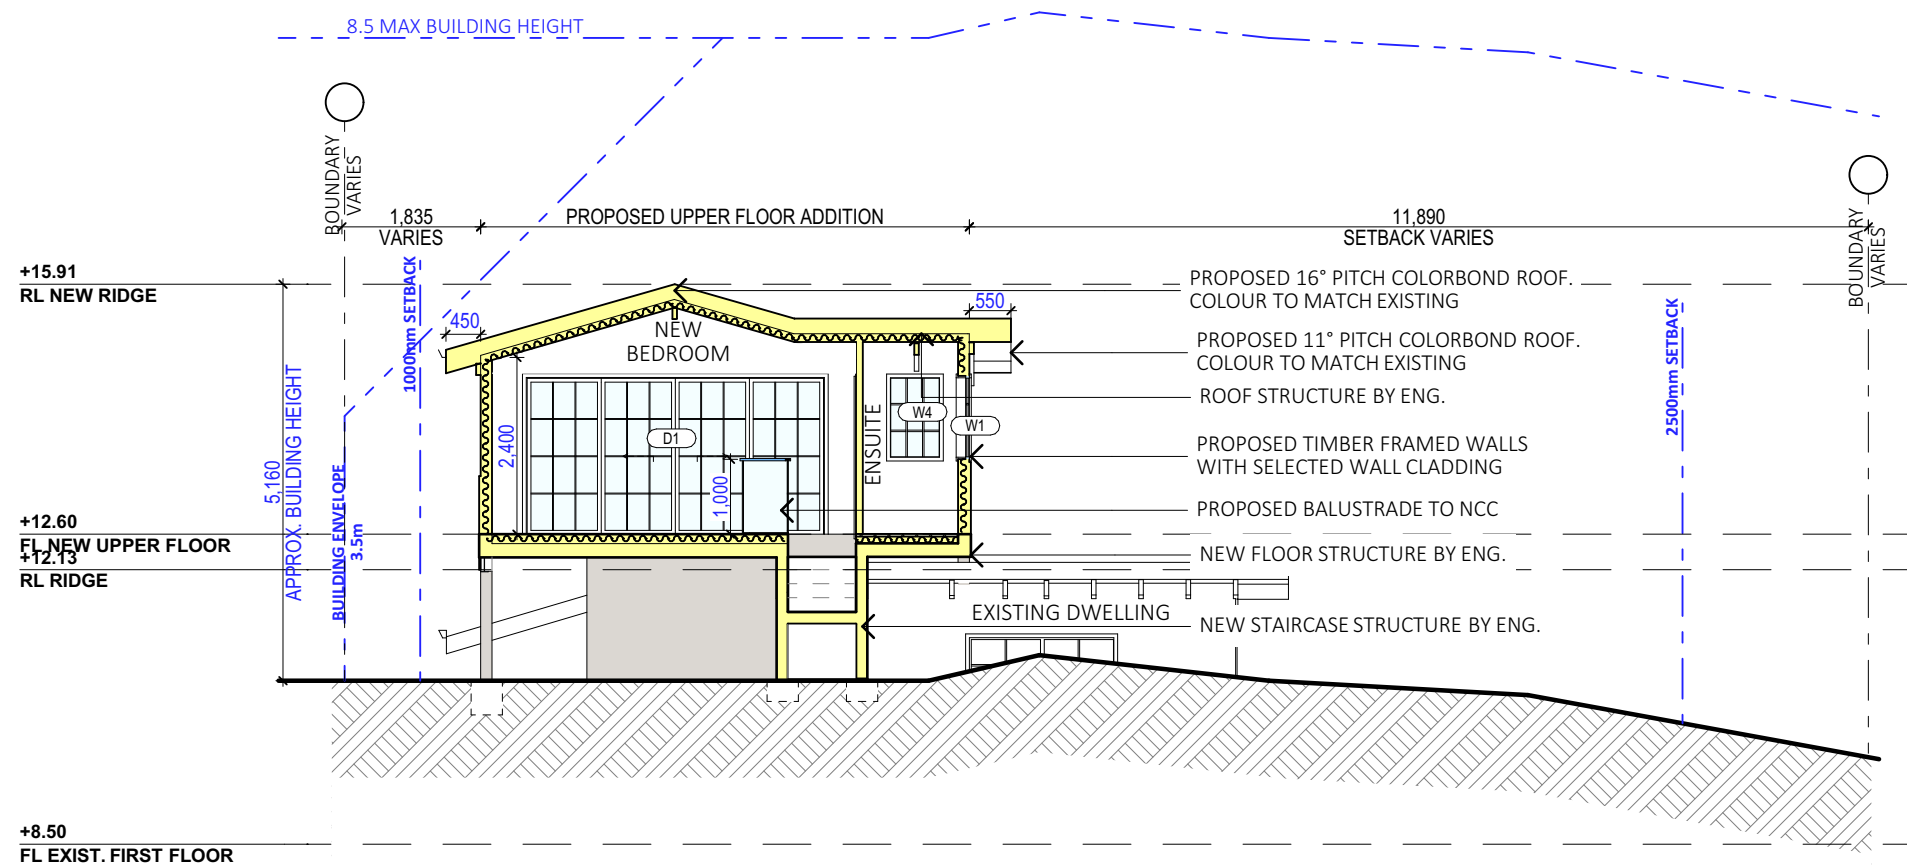 8.5 MAX BUILDING HEIGHT
BOUNDARY
VARIES
1,835
VARIES
PROPOSED UPPER FLOOR ADDITION
11,890
SETBACK VARIES
BOUNDARY
VARIES
+15.91
RL NEW RIDGE
1000mm SETBACK
450
550
NEW
BEDROOM
PROPOSED 16° PITCH COLORBOND ROOF.
COLOUR TO MATCH EXISTING
PROPOSED 11° PITCH COLORBOND ROOF.
COLOUR TO MATCH EXISTING
ROOF STRUCTURE BY ENG.
2500mm SETBACK
5,160
APPROX. BUILDING HEIGHT
2,400
D1
1,000
ENSUITE
W4
W1
PROPOSED TIMBER FRAMED WALLS
WITH SELECTED WALL CLADDING
PROPOSED BALUSTRADE TO NCC
BUILDING ENVELOPE
3.5m
+12.60
FL NEW UPPER FLOOR
+12.13
RL RIDGE
NEW FLOOR STRUCTURE BY ENG.
EXISTING DWELLING
NEW STAIRCASE STRUCTURE BY ENG.
+8.50
FL EXIST. FIRST FLOOR